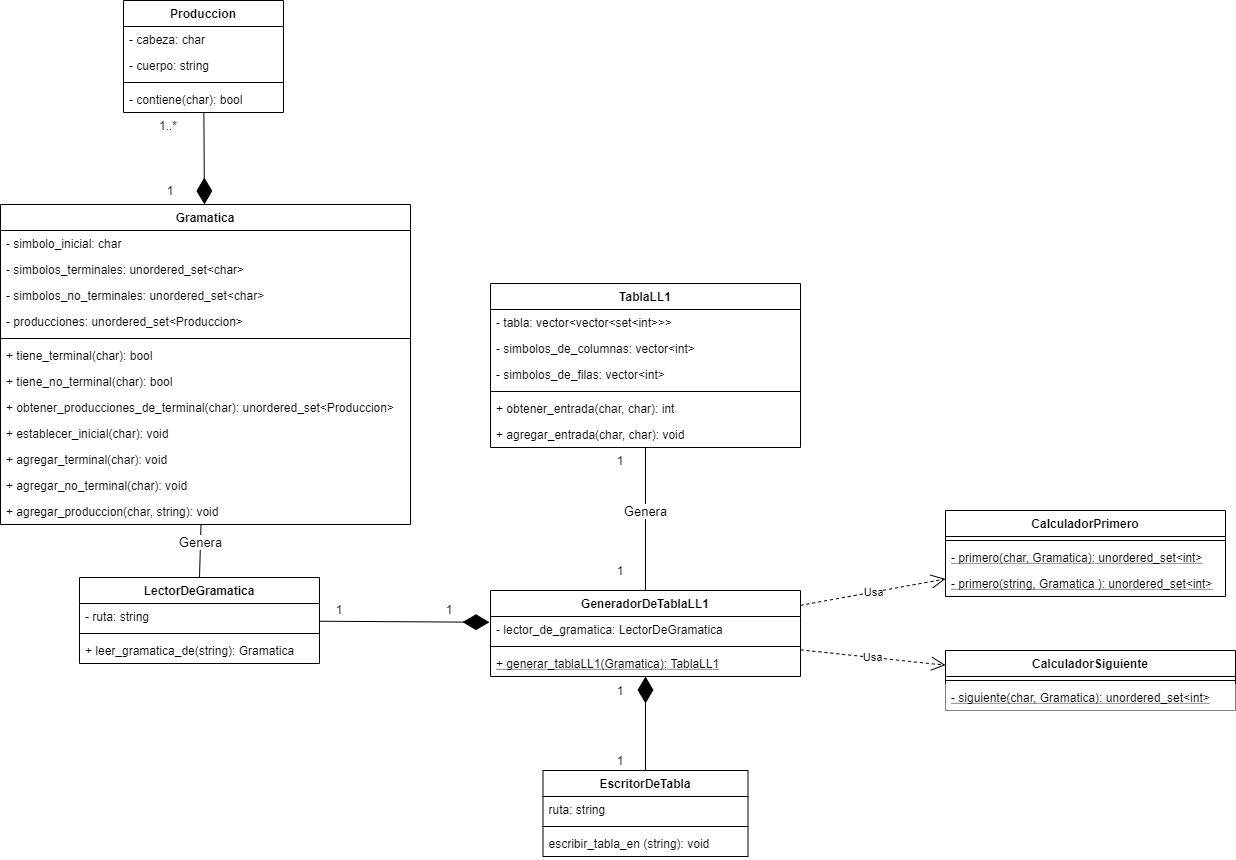 Produccion
- cabeza: char
- cuerpo: string
- contiene(char): bool
1..*
1
Gramatica
- simbolo_inicial: char
- simbolos_terminales: unordered_set<char>
- simbolos_no_terminales: unordered_set<char>
- producciones: unordered_set<Produccion>
+ tiene_terminal(char): bool
+ tiene_no_terminal(char): bool
+ obtener_producciones_de_terminal(char): unordered_set<Produccion>
+ establecer_inicial(char): void
+ agregar_terminal(char): void
+ agregar_no_terminal(char): void
+ agregar_produccion(char, string): void
Genera
LectorDeGramatica
- ruta: string
+ leer_gramatica_de(string): Gramatica
1
1
TablaLL1
- tabla: vector<vector<set<int>>>
- simbolos_de_columnas: vector<int>
- simbolos_de_filas: vector<int>
+ obtener_entrada(char, char): int
+ agregar_entrada(char, char): void
1
Genera
1
GeneradorDeTablaLL1
- lector_de_gramatica: LectorDeGramatica
+ generar_tablaLL1(Gramatica): TablaLL1
1
1
EscritorDeTabla
ruta: string
escribir_tabla_en (string): void
Usa
CalculadorPrimero
- primero(char, Gramatica): unordered_set<int>
- primero(string, Gramatica ): unordered_set<int>
Usa
CalculadorSiguiente
- siguiente(char, Gramatica): unordered_set<int>